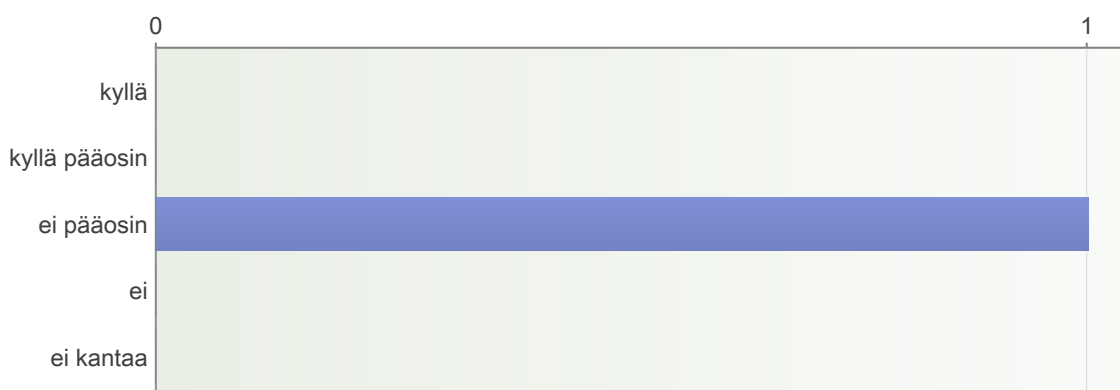 0 1
kyllä
kyllä pääosin
ei pääosin
ei
ei kantaa